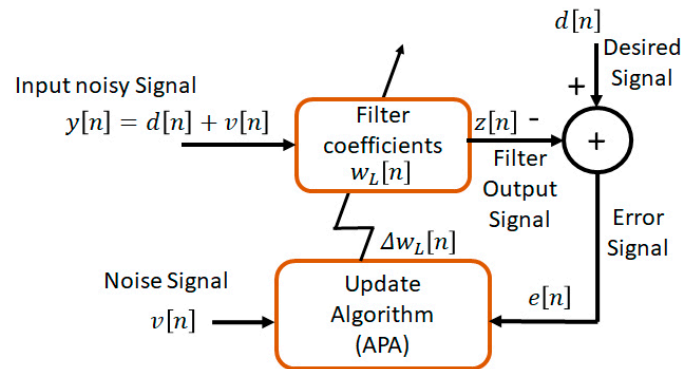 d[n]
Desired
Signal
+
Input noisy Signal
y[n] = d[n] + v[n]
Filter
coefficients
w_L[n]
z[n]
-
+
Filter
Output
Signal
Error
Signal
Δw_L[n]
Noise Signal
v[n]
Update
Algorithm
(APA)
e[n]